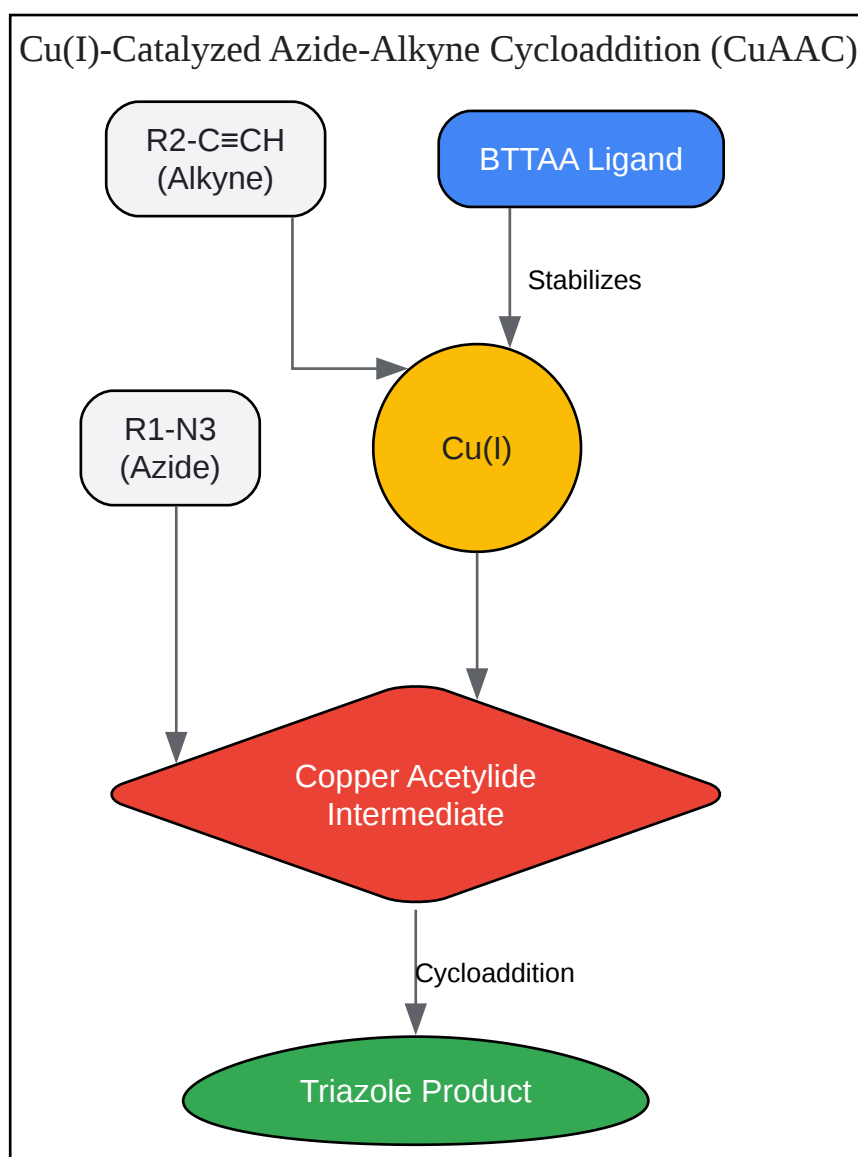 Cu(I)-Catalyzed Azide-Alkyne Cycloaddition (CuAAC)
R2-C≡CH
(Alkyne)
BTTAA Ligand
Stabilizes
R1-N3
(Azide)
Cu(I)
Copper Acetylide
Intermediate
Cycloaddition
Triazole Product